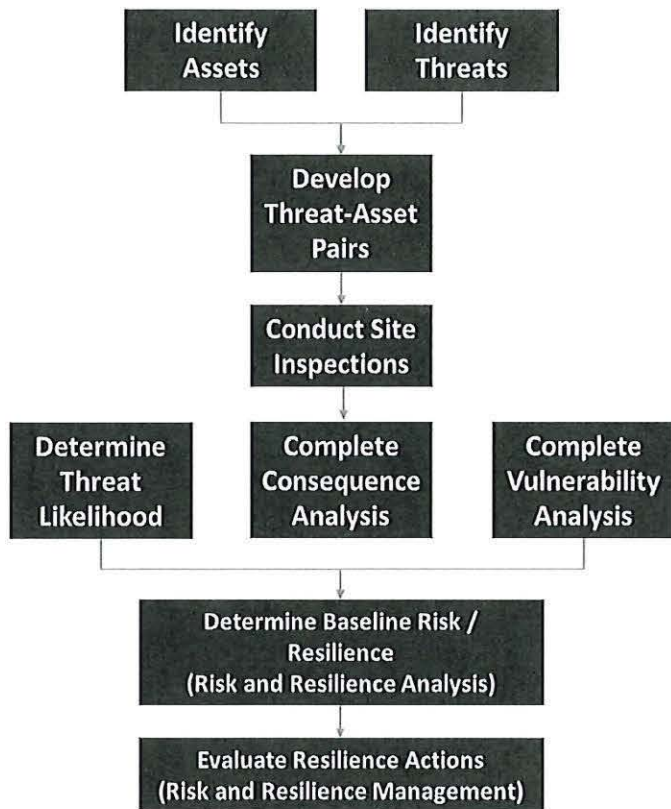 Identify
Assets
Identify
Threats
Develop
Threat-Asset
Pairs
Conduct Site
Inspections
Determine
Threat
Likelihood
Complete
Consequence
Analysis
Complete
Vulnerability
Analysis
Determine Baseline Risk /
Resilience
(Risk and Resilience Analysis)
Evaluate Resilience Actions
(Risk and Resilience Management)